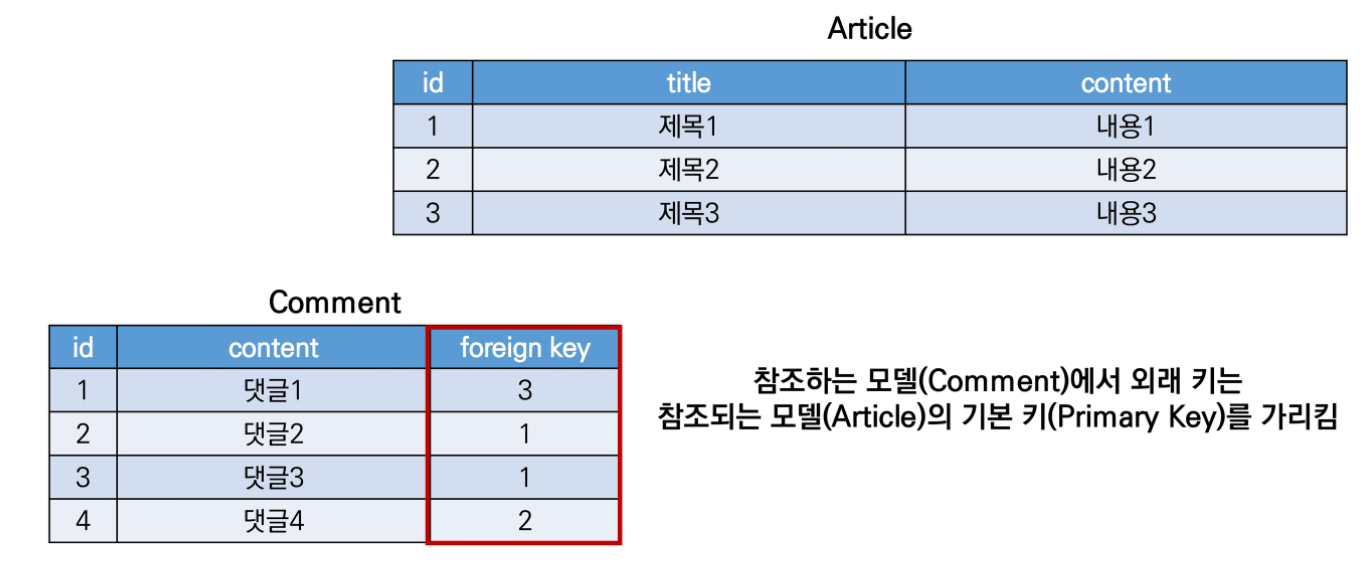 Article
id title content
1 제목1 내용1
2 제목2 내용2
3 제목3 내용3
Comment
id content foreign key
1 댓글1 3
2 댓글2 1
3 댓글3 1
4 댓글4 2
참조하는 모델(Comment)에서 외래 키는
참조되는 모델(Article)의 기본 키(Primary Key)를 가리킴